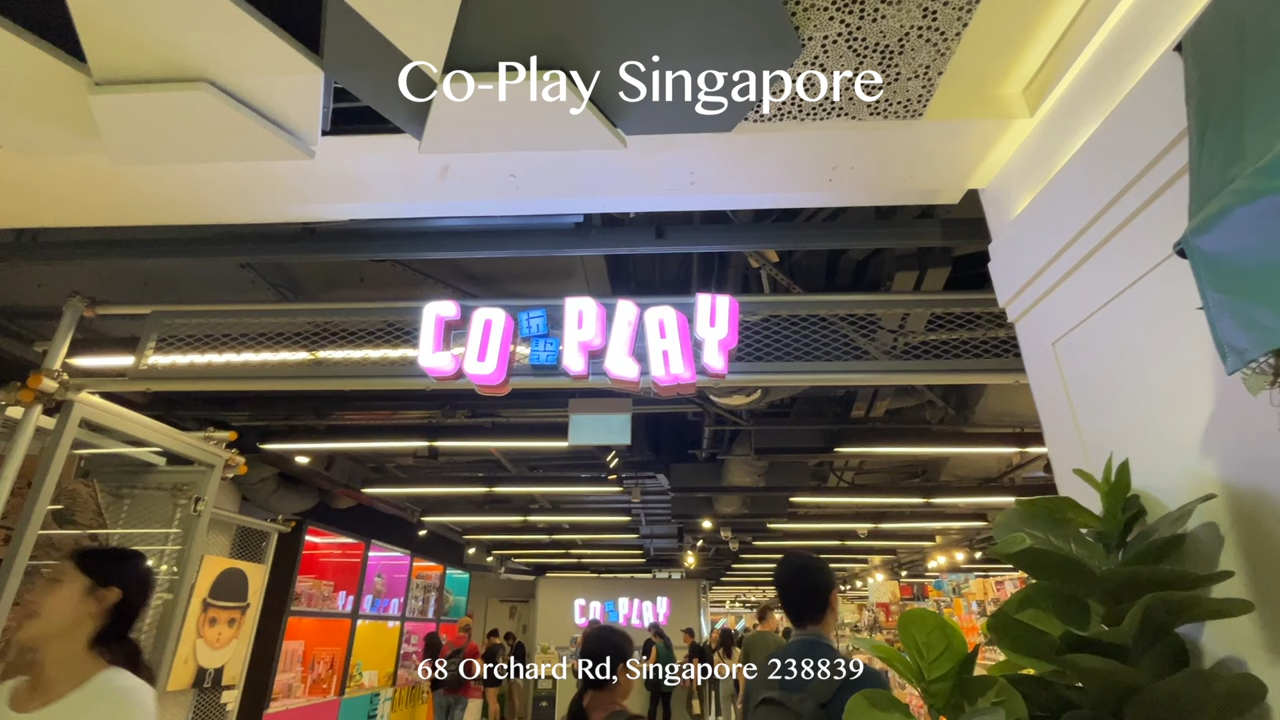 Co-Play Singapore
CO 玩聚 PLAY
CO PLAY
68 Orchard Rd, Singapore 238839